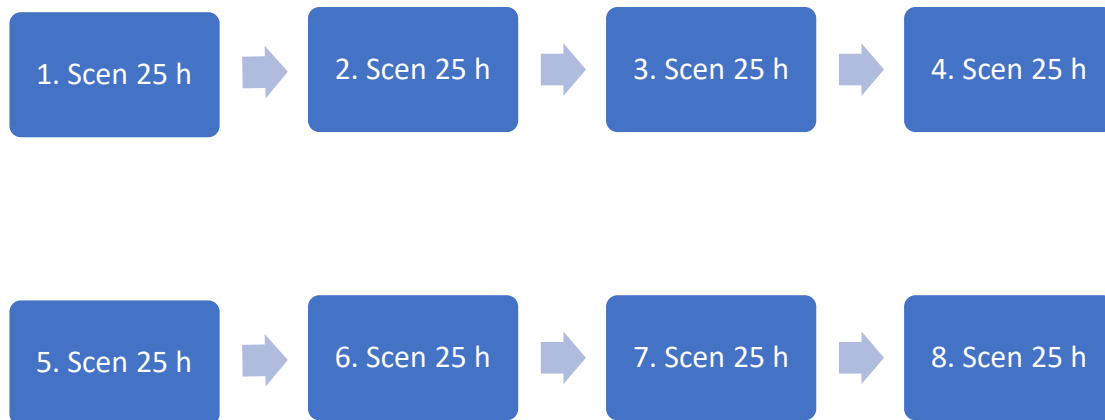 1. Scen 25 h
2. Scen 25 h
3. Scen 25 h
4. Scen 25 h
5. Scen 25 h
6. Scen 25 h
7. Scen 25 h
8. Scen 25 h